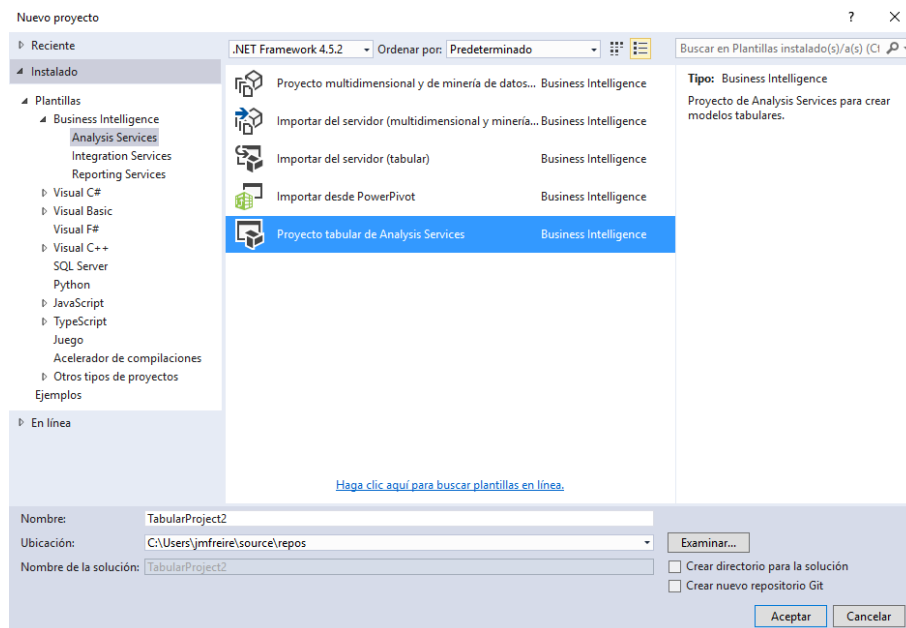 Nuevo proyecto
? ×
Reciente
.NET Framework 4.5.2 Ordenar por: Predeterminado
Buscar en Plantillas instalado(s)/a(s) (Ct
Instalado
Plantillas
Business Intelligence
Analysis Services
Integration Services
Reporting Services
Visual C#
Visual Basic
Visual F#
Visual C++
SQL Server
Python
JavaScript
TypeScript
Juego
Acelerador de compilaciones
Otros tipos de proyectos
Ejemplos
En línea
Proyecto multidimensional y de minería de datos... Business Intelligence
Importar del servidor (multidimensional y minería... Business Intelligence
Importar del servidor (tabular) Business Intelligence
Importar desde PowerPivot Business Intelligence
Proyecto tabular de Analysis Services Business Intelligence
Haga clic aquí para buscar plantillas en línea.
Tipo: Business Intelligence
Proyecto de Analysis Services para crear
modelos tabulares.
Nombre: TabularProject2
Ubicación: C:\Users\jmfreire\source\repos Examinar...
Nombre de la solución: TabularProject2
Crear directorio para la solución
Crear nuevo repositorio Git
Aceptar Cancelar